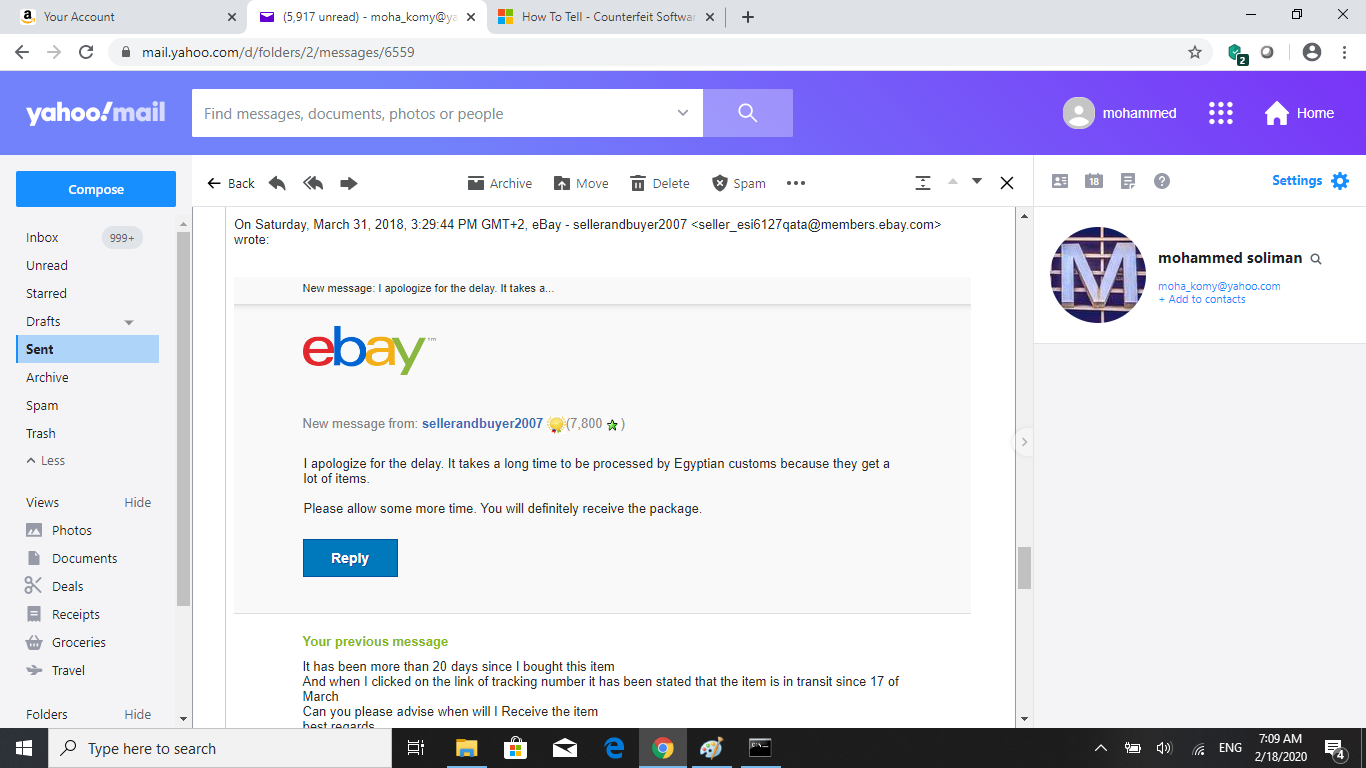 Your Account
(5,917 unread) - moha_komy@ya
How To Tell - Counterfeit Softwar
mail.yahoo.com/d/folders/2/messages/6559
2
yahoo!mail
Find messages, documents, photos or people
mohammed
Home
Compose
Back
Archive
Move
Delete
Spam
18
Settings
Inbox
999+
Unread
Starred
Drafts
Sent
Archive
Spam
Trash
Less
Views
Hide
Photos
Documents
Deals
Receipts
Groceries
Travel
Folders
Hide
On Saturday, March 31, 2018, 3:29:44 PM GMT+2, eBay - sellerandbuyer2007 <seller_esi6127qata@members.ebay.com>
wrote:
New message: I apologize for the delay. It takes a...
ebay™
New message from: sellerandbuyer2007 (7,800 )
I apologize for the delay. It takes a long time to be processed by Egyptian customs because they get a
lot of items.
Please allow some more time. You will definitely receive the package.
Reply
Your previous message
It has been more than 20 days since I bought this item
And when I clicked on the link of tracking number it has been stated that the item is in transit since 17 of
March
Can you please advise when will I Receive the item
best regards
M
mohammed soliman
moha_komy@yahoo.com
+ Add to contacts
Type here to search
ENG
7:09 AM
2/18/2020
4